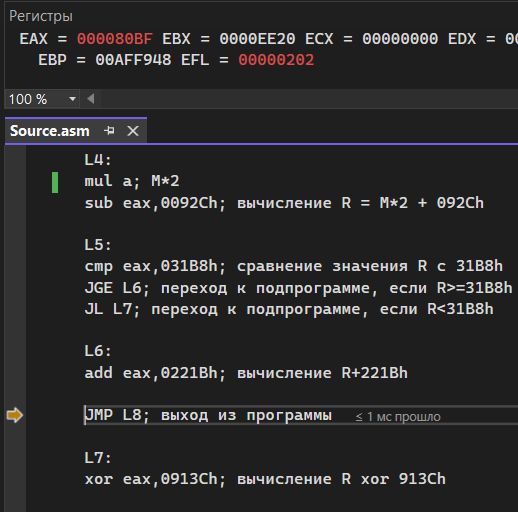 Регистры
EAX = 000080BF EBX = 0000EE20 ECX = 00000000 EDX = 00
EBP = 00AFF948 EFL = 00000202
100 %
Source.asm
L4:
mul a; M*2
sub eax,0092Ch; вычисление R = M*2 + 092Ch
L5:
cmp eax,031B8h; сравнение значения R с 31B8h
JGE L6; переход к подпрограмме, если R>=31B8h
JL L7; переход к подпрограмме, если R<31B8h
L6:
add eax,0221Bh; вычисление R+221Bh
JMP L8; выход из программы ≤ 1 мс прошло
L7:
xor eax,0913Ch; вычисление R xor 913Ch